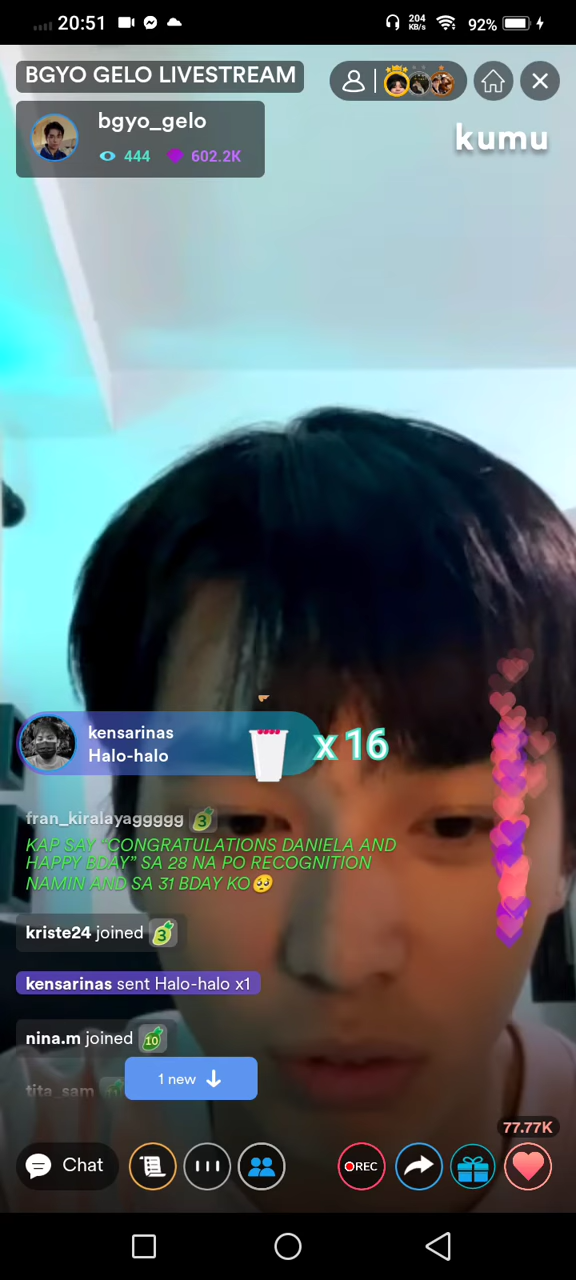 20:51
204
KB/s
92%
BGYO GELO LIVESTREAM
bgyo_gelo
444
602.2K
kumu
kensarinas
Halo-halo
x 16
fran_kiralayaggggg 3
KAP SAY "CONGRATULATIONS DANIELA AND
HAPPY BDAY" SA 28 NA PO RECOGNITION
NAMIN AND SA 31 BDAY KO🥺
kriste24 joined 3
kensarinas sent Halo-halo x1
nina.m joined 10
tita_sam
1 new
77.77K
Chat
REC